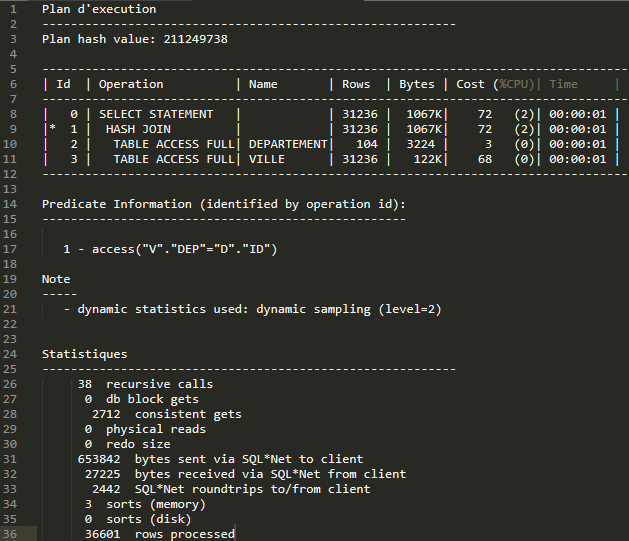 1 Plan d'execution
2 ----------------------------------------------------------
3 Plan hash value: 211249738
4
5 ----------------------------------------------------------------------------------
6 | Id  | Operation          | Name        | Rows  | Bytes | Cost (%CPU)| Time     |
7 ----------------------------------------------------------------------------------
8 |   0 | SELECT STATEMENT   |             | 31236 |  1067K|    72   (2)| 00:00:01 |
9 |*  1 |  HASH JOIN         |             | 31236 |  1067K|    72   (2)| 00:00:01 |
10 |   2 |   TABLE ACCESS FULL| DEPARTEMENT |   104 |  3224 |     3   (0)| 00:00:01 |
11 |   3 |   TABLE ACCESS FULL| VILLE       | 31236 |   122K|    68   (0)| 00:00:01 |
12 ----------------------------------------------------------------------------------
13
14 Predicate Information (identified by operation id):
15 ---------------------------------------------------
16
17    1 - access("V"."DEP"="D"."ID")
18
19 Note
20 -----
21    - dynamic statistics used: dynamic sampling (level=2)
22
23
24 Statistiques
25 ----------------------------------------------------------
26      38  recursive calls
27       0  db block gets
28       2712  consistent gets
29       0  physical reads
30       0  redo size
31     653842  bytes sent via SQL*Net to client
32      27225  bytes received via SQL*Net from client
33       2442  SQL*Net roundtrips to/from client
34       3  sorts (memory)
35       0  sorts (disk)
36      36601  rows processed